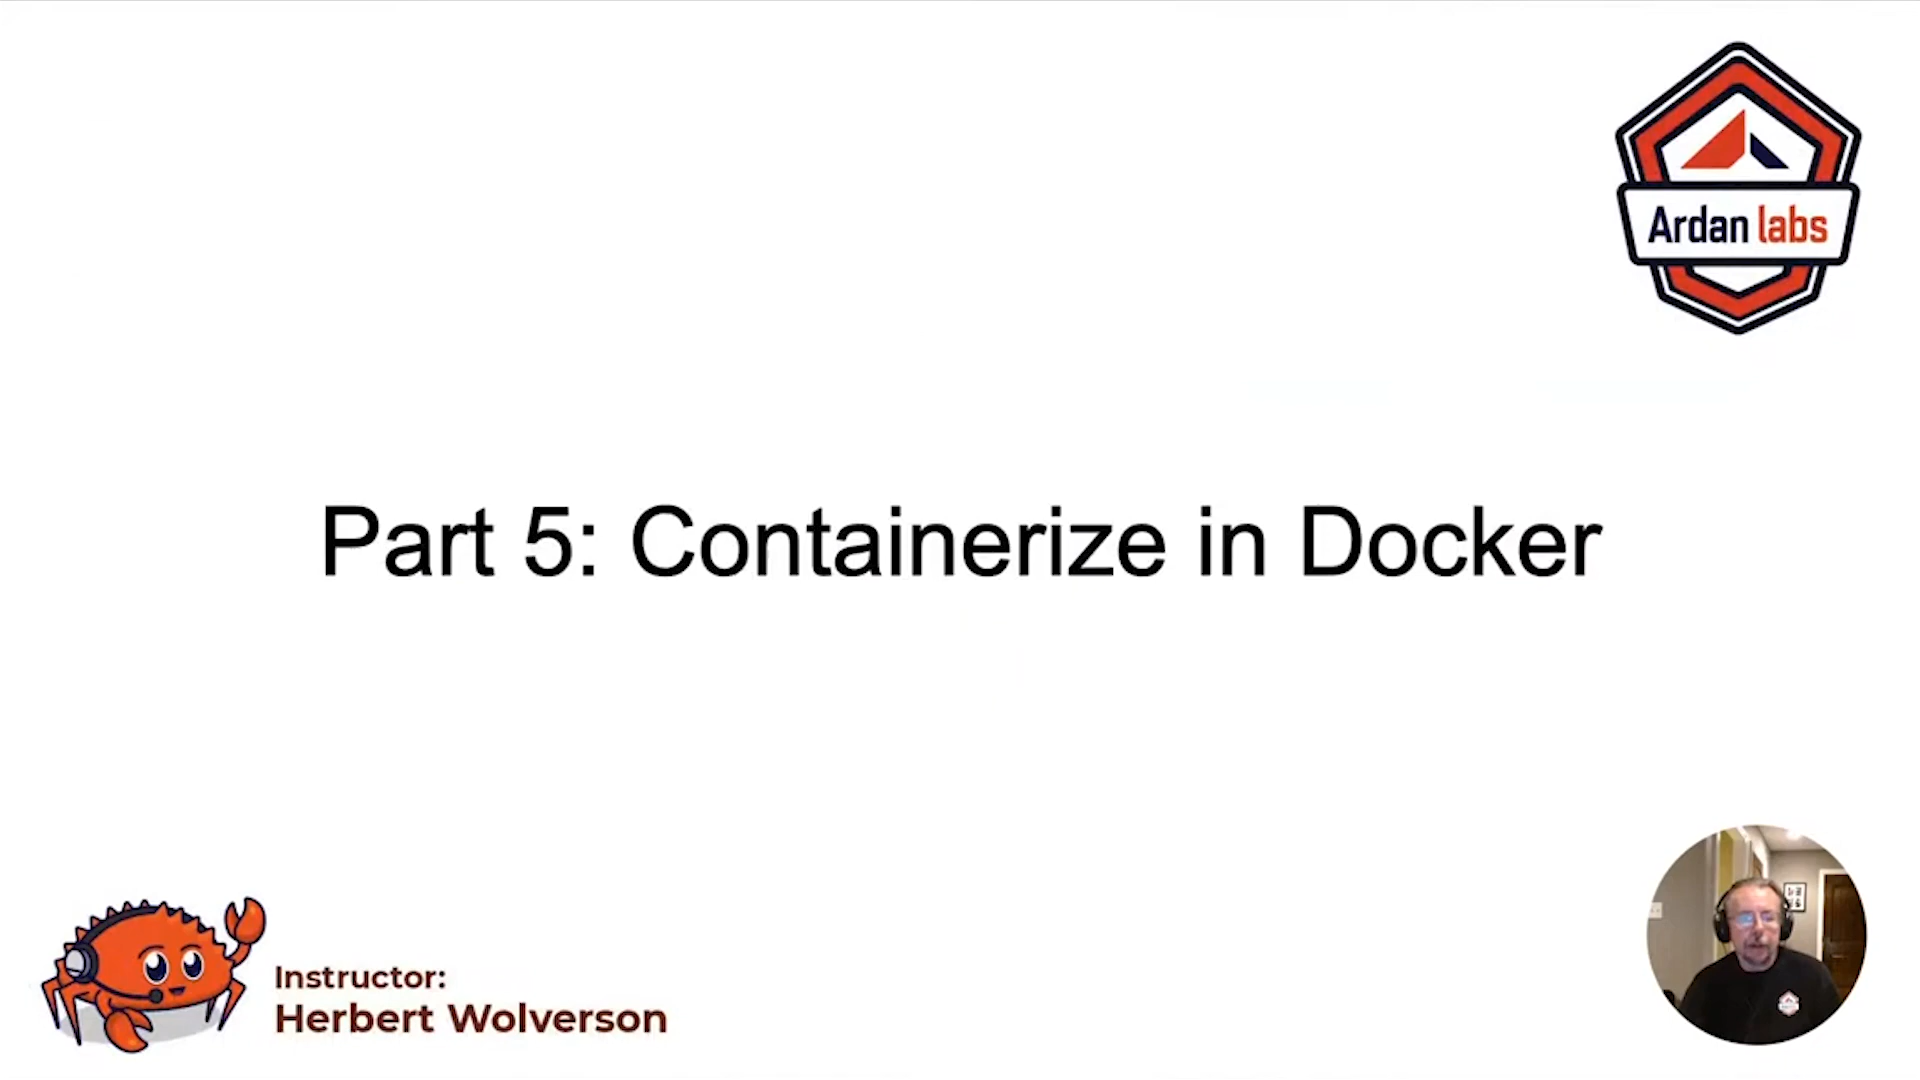 Ardan labs
Part 5: Containerize in Docker
Instructor:
Herbert Wolverson